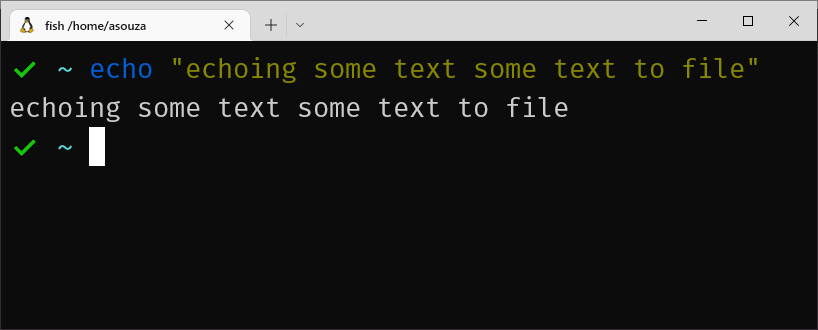 fish /home/asouza
✓ ~ echo "echoing some text some text to file"
echoing some text some text to file
✓ ~